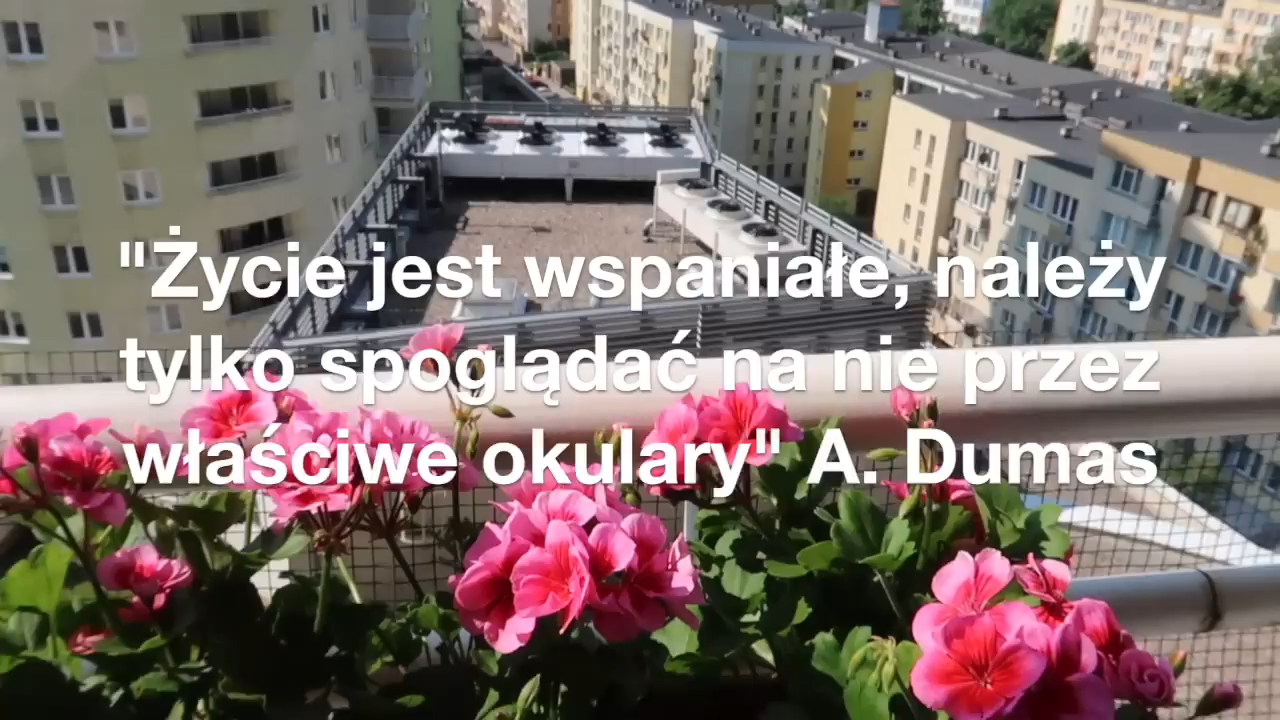 "Życie jest wspaniałe, należy
tylko spoglądać na nie przez
właściwe okulary" A. Dumas